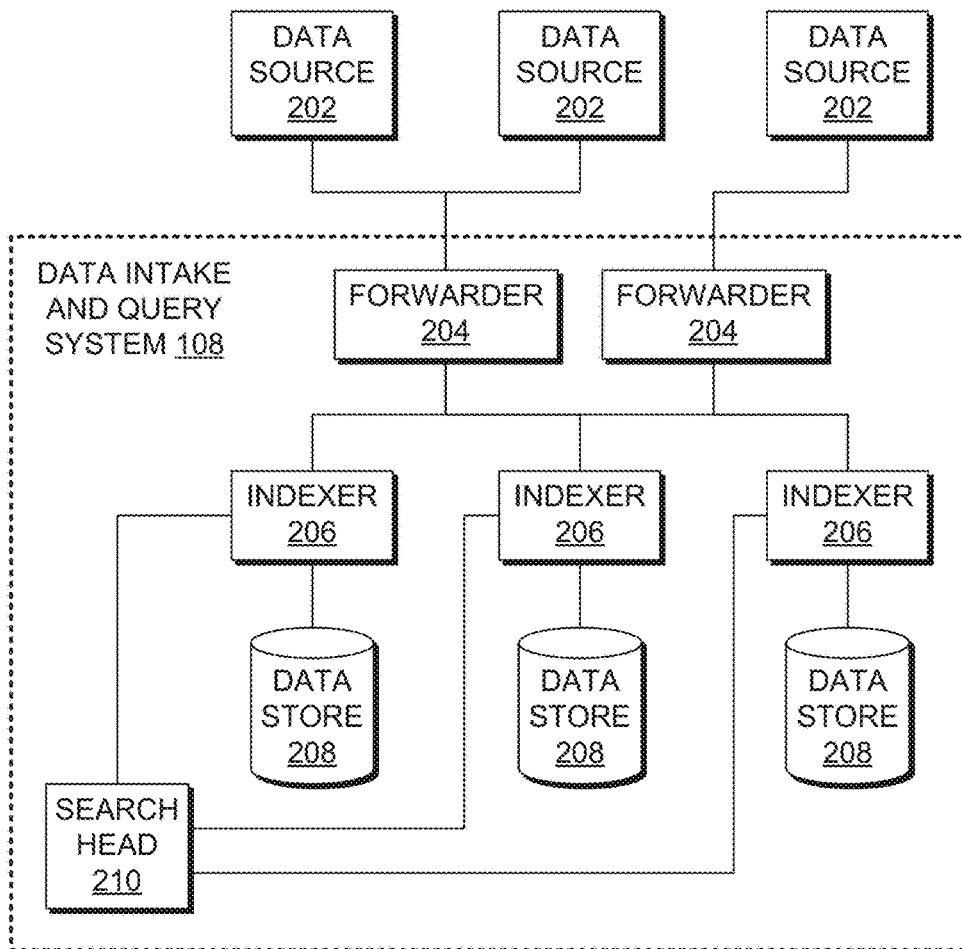 DATA
SOURCE
202
DATA
SOURCE
202
DATA
SOURCE
202
DATA INTAKE
AND QUERY
SYSTEM 108
FORWARDER
204
FORWARDER
204
INDEXER
206
INDEXER
206
INDEXER
206
DATA
STORE
208
DATA
STORE
208
DATA
STORE
208
SEARCH
HEAD
210